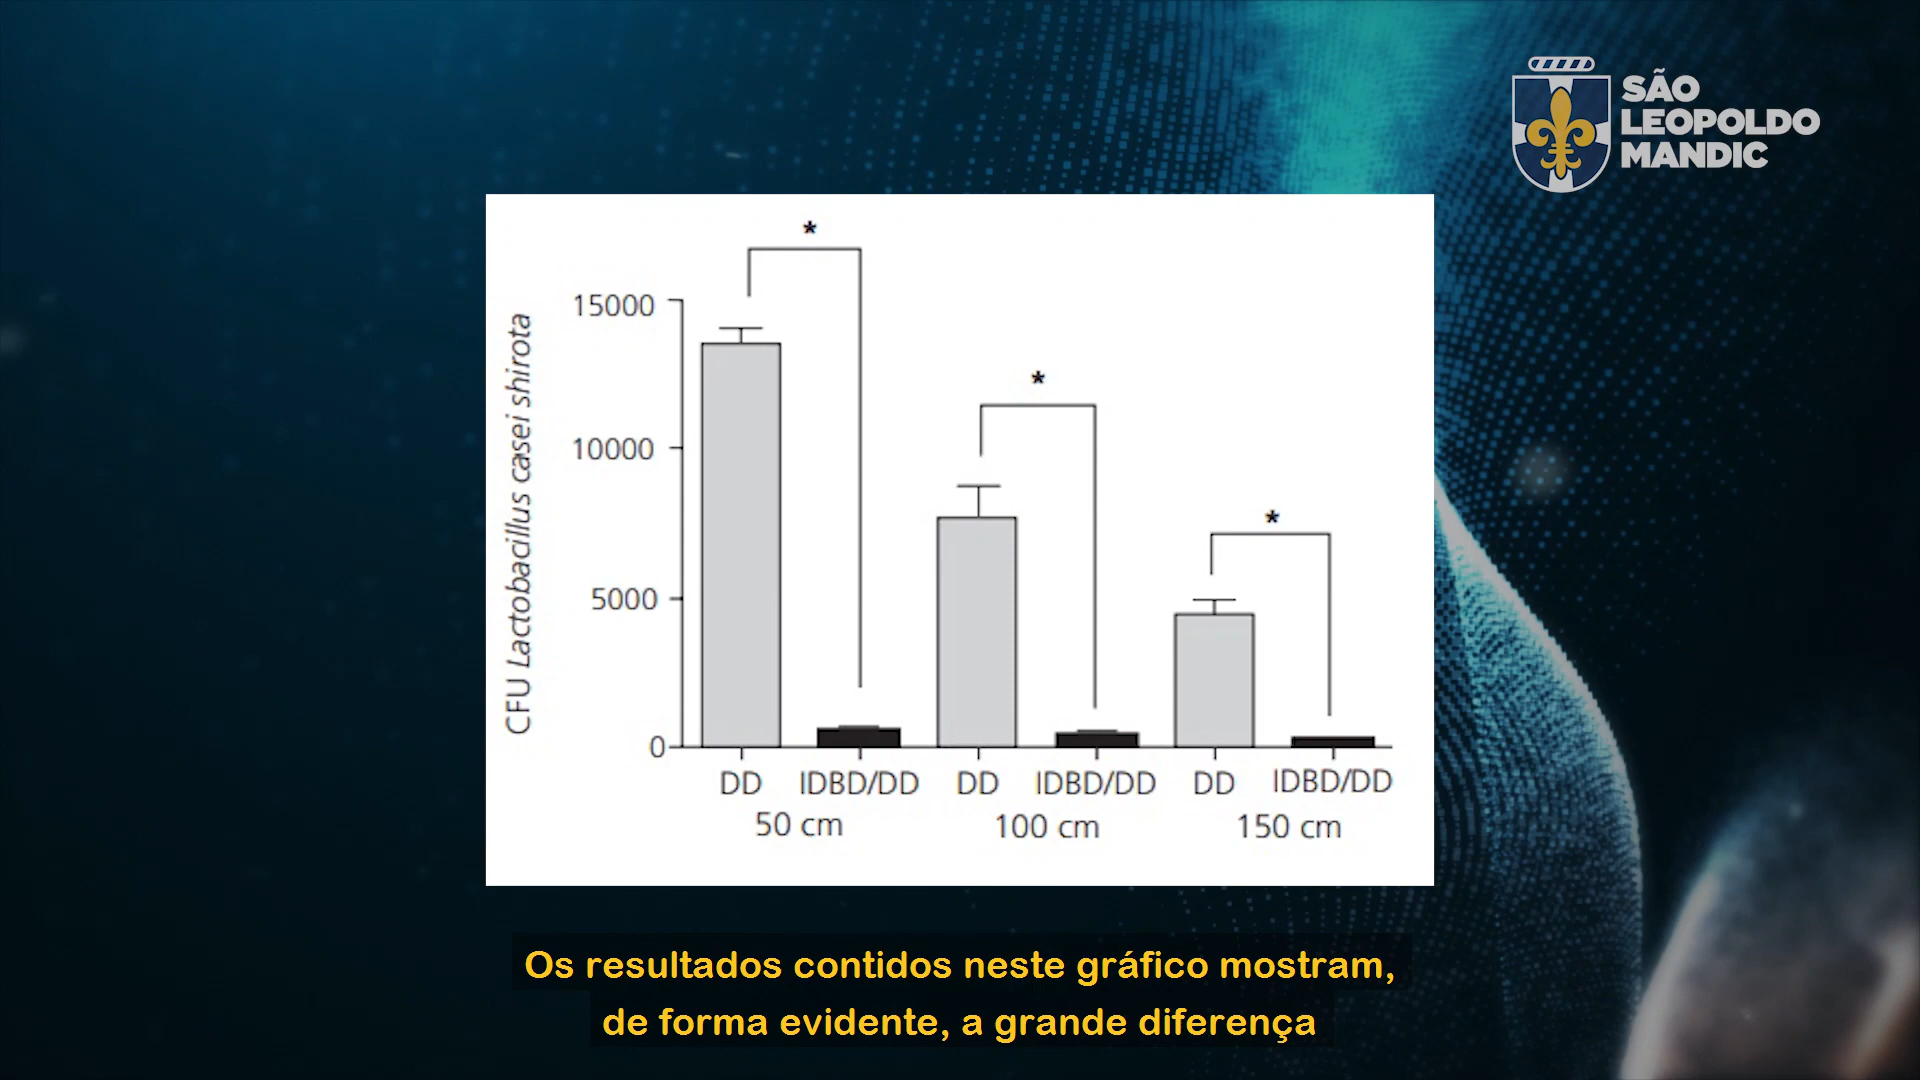 SÃO
LEOPOLDO
MANDIC
*
*
*
CFU Lactobacillus casei shirota
15000
10000
5000
0
DD IDBD/DD DD IDBD/DD DD IDBD/DD
50 cm 100 cm 150 cm
Os resultados contidos neste gráfico mostram,
de forma evidente, a grande diferença